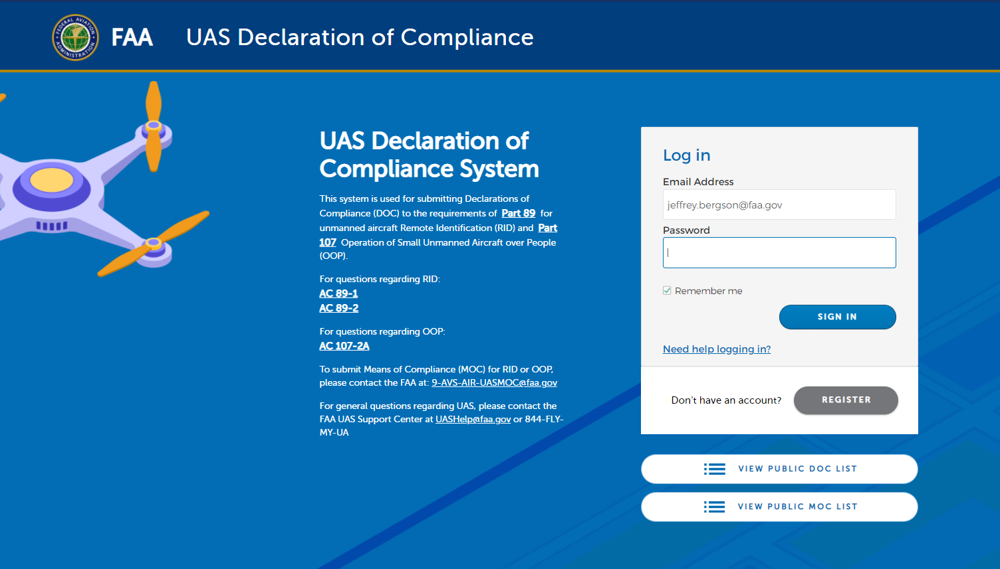 FEDERAL AVIATION ADMINISTRATION
FAA
UAS Declaration of Compliance
UAS Declaration of
Compliance System
This system is used for submitting Declarations of
Compliance (DOC) to the requirements of Part 89 for
unmanned aircraft Remote Identification (RID) and Part
107 Operation of Small Unmanned Aircraft over People
(OOP).
For questions regarding RID:
AC 89-1
AC 89-2
For questions regarding OOP:
AC 107-2A
To submit Means of Compliance (MOC) for RID or OOP,
please contact the FAA at: 9-AVS-AIR-UASMOC@faa.gov
For general questions regarding UAS, please contact the
FAA UAS Support Center at UASHelp@faa.gov or 844-FLY-
MY-UA
Log in
Email Address
jeffrey.bergson@faa.gov
Password
Remember me
SIGN IN
Need help logging in?
Don't have an account?
REGISTER
VIEW PUBLIC DOC LIST
VIEW PUBLIC MOC LIST